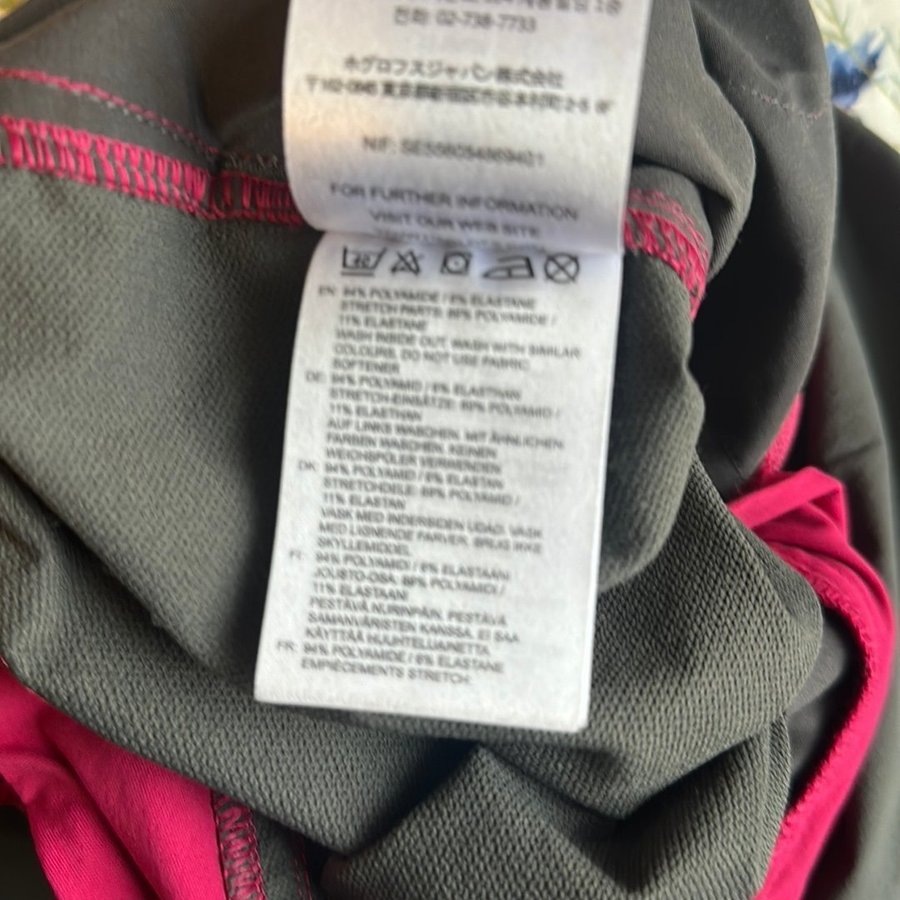 전화: 02-738-7733
ホグロフスジャパン株式会社
FOR FURTHER INFORMATION
VISIT OUR WEB SITE
40
EN: 94% POLYAMIDE / 6% ELASTANE
STRETCH PARTS: 89% POLYAMIDE /
11% ELASTANE
WASH INSIDE OUT. WASH WITH SIMILAR
COLOURS. DO NOT USE FABRIC
SOFTENER
DE: 94% POLYAMID / 6% ELASTHAN
STRETCH-EINSÄTZE: 89% POLYAMID /
11% ELASTHAN
AUF LINKS WASCHEN. MIT ÄHNLICHEN
FARBEN WASCHEN. KEINEN
WEICHSPÜLER VERWENDEN
DK: 94% POLYAMID / 6% ELASTAN
STRETCHDELE: 89% POLYAMID /
11% ELASTAN
VASK MED INDERSIDEN UDAD. VASK
MED LIGNENDE FARVER. BRUG IKKE
SKYLLEMIDDEL
FI: 94% POLYAMIDI / 6% ELASTAANI
JOUSTO-OSA: 89% POLYAMIDI /
11% ELASTAANI
PESTÄVÄ NURINPÄIN. PESTÄVÄ
SAMANVÄRISTEN KANSSA. EI SAA
KÄYTTÄÄ HUUHTELUAINETTA
FR: 94% POLYAMIDE / 6% ELASTANE
EMPIÈCEMENTS STRETCH: